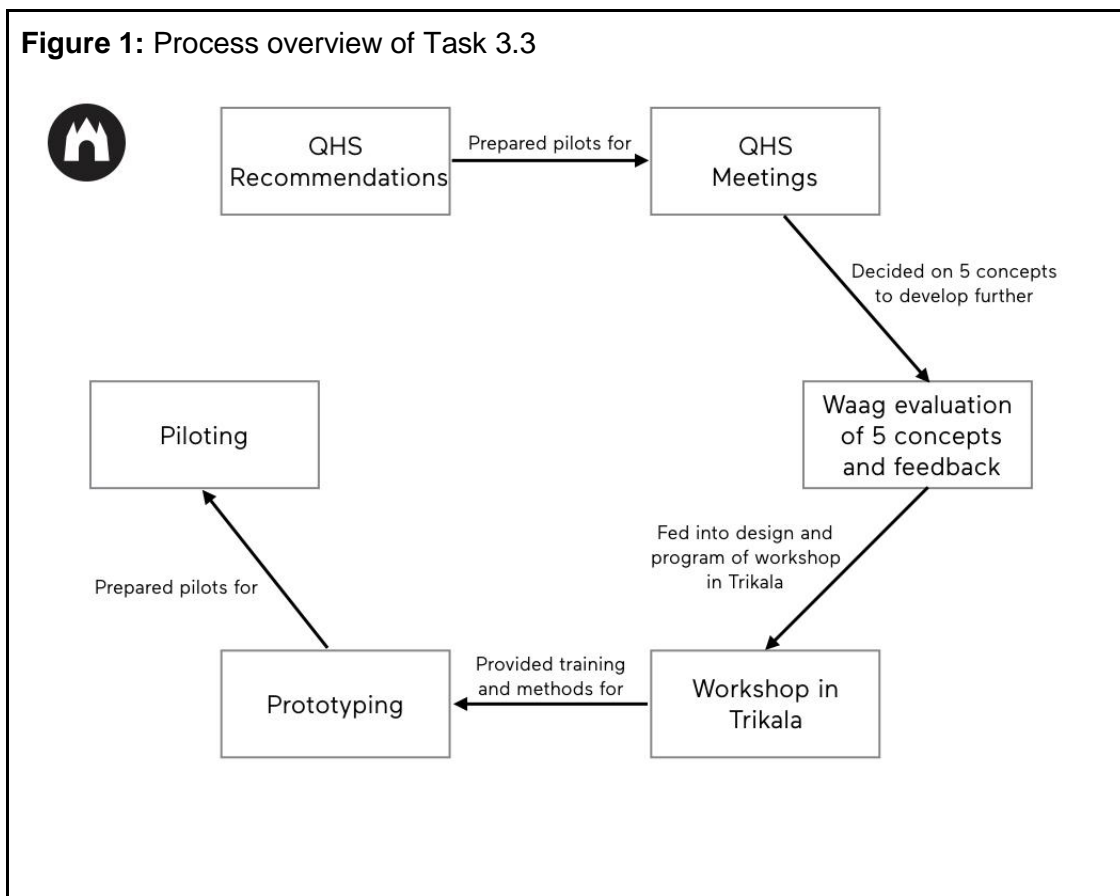 Figure 1: Process overview of Task 3.3
QHS
Recommendations
Prepared pilots for
QHS
Meetings
Decided on 5 concepts
to develop further
Waag evaluation
of 5 concepts
and feedback
Fed into design and
program of workshop
in Trikala
Workshop in
Trikala
Provided training
and methods for
Prototyping
Prepared pilots for
Piloting